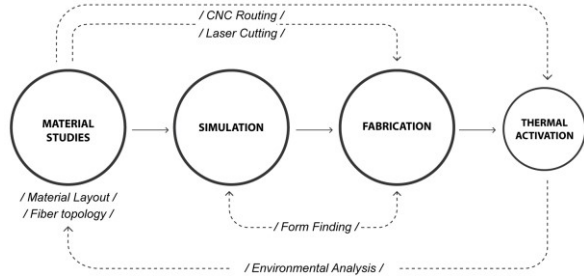 / CNC Routing /
/ Laser Cutting /
MATERIAL
STUDIES
SIMULATION
FABRICATION
THERMAL
ACTIVATION
/ Material Layout /
/ Fiber topology /
/ Form Finding /
/ Environmental Analysis /